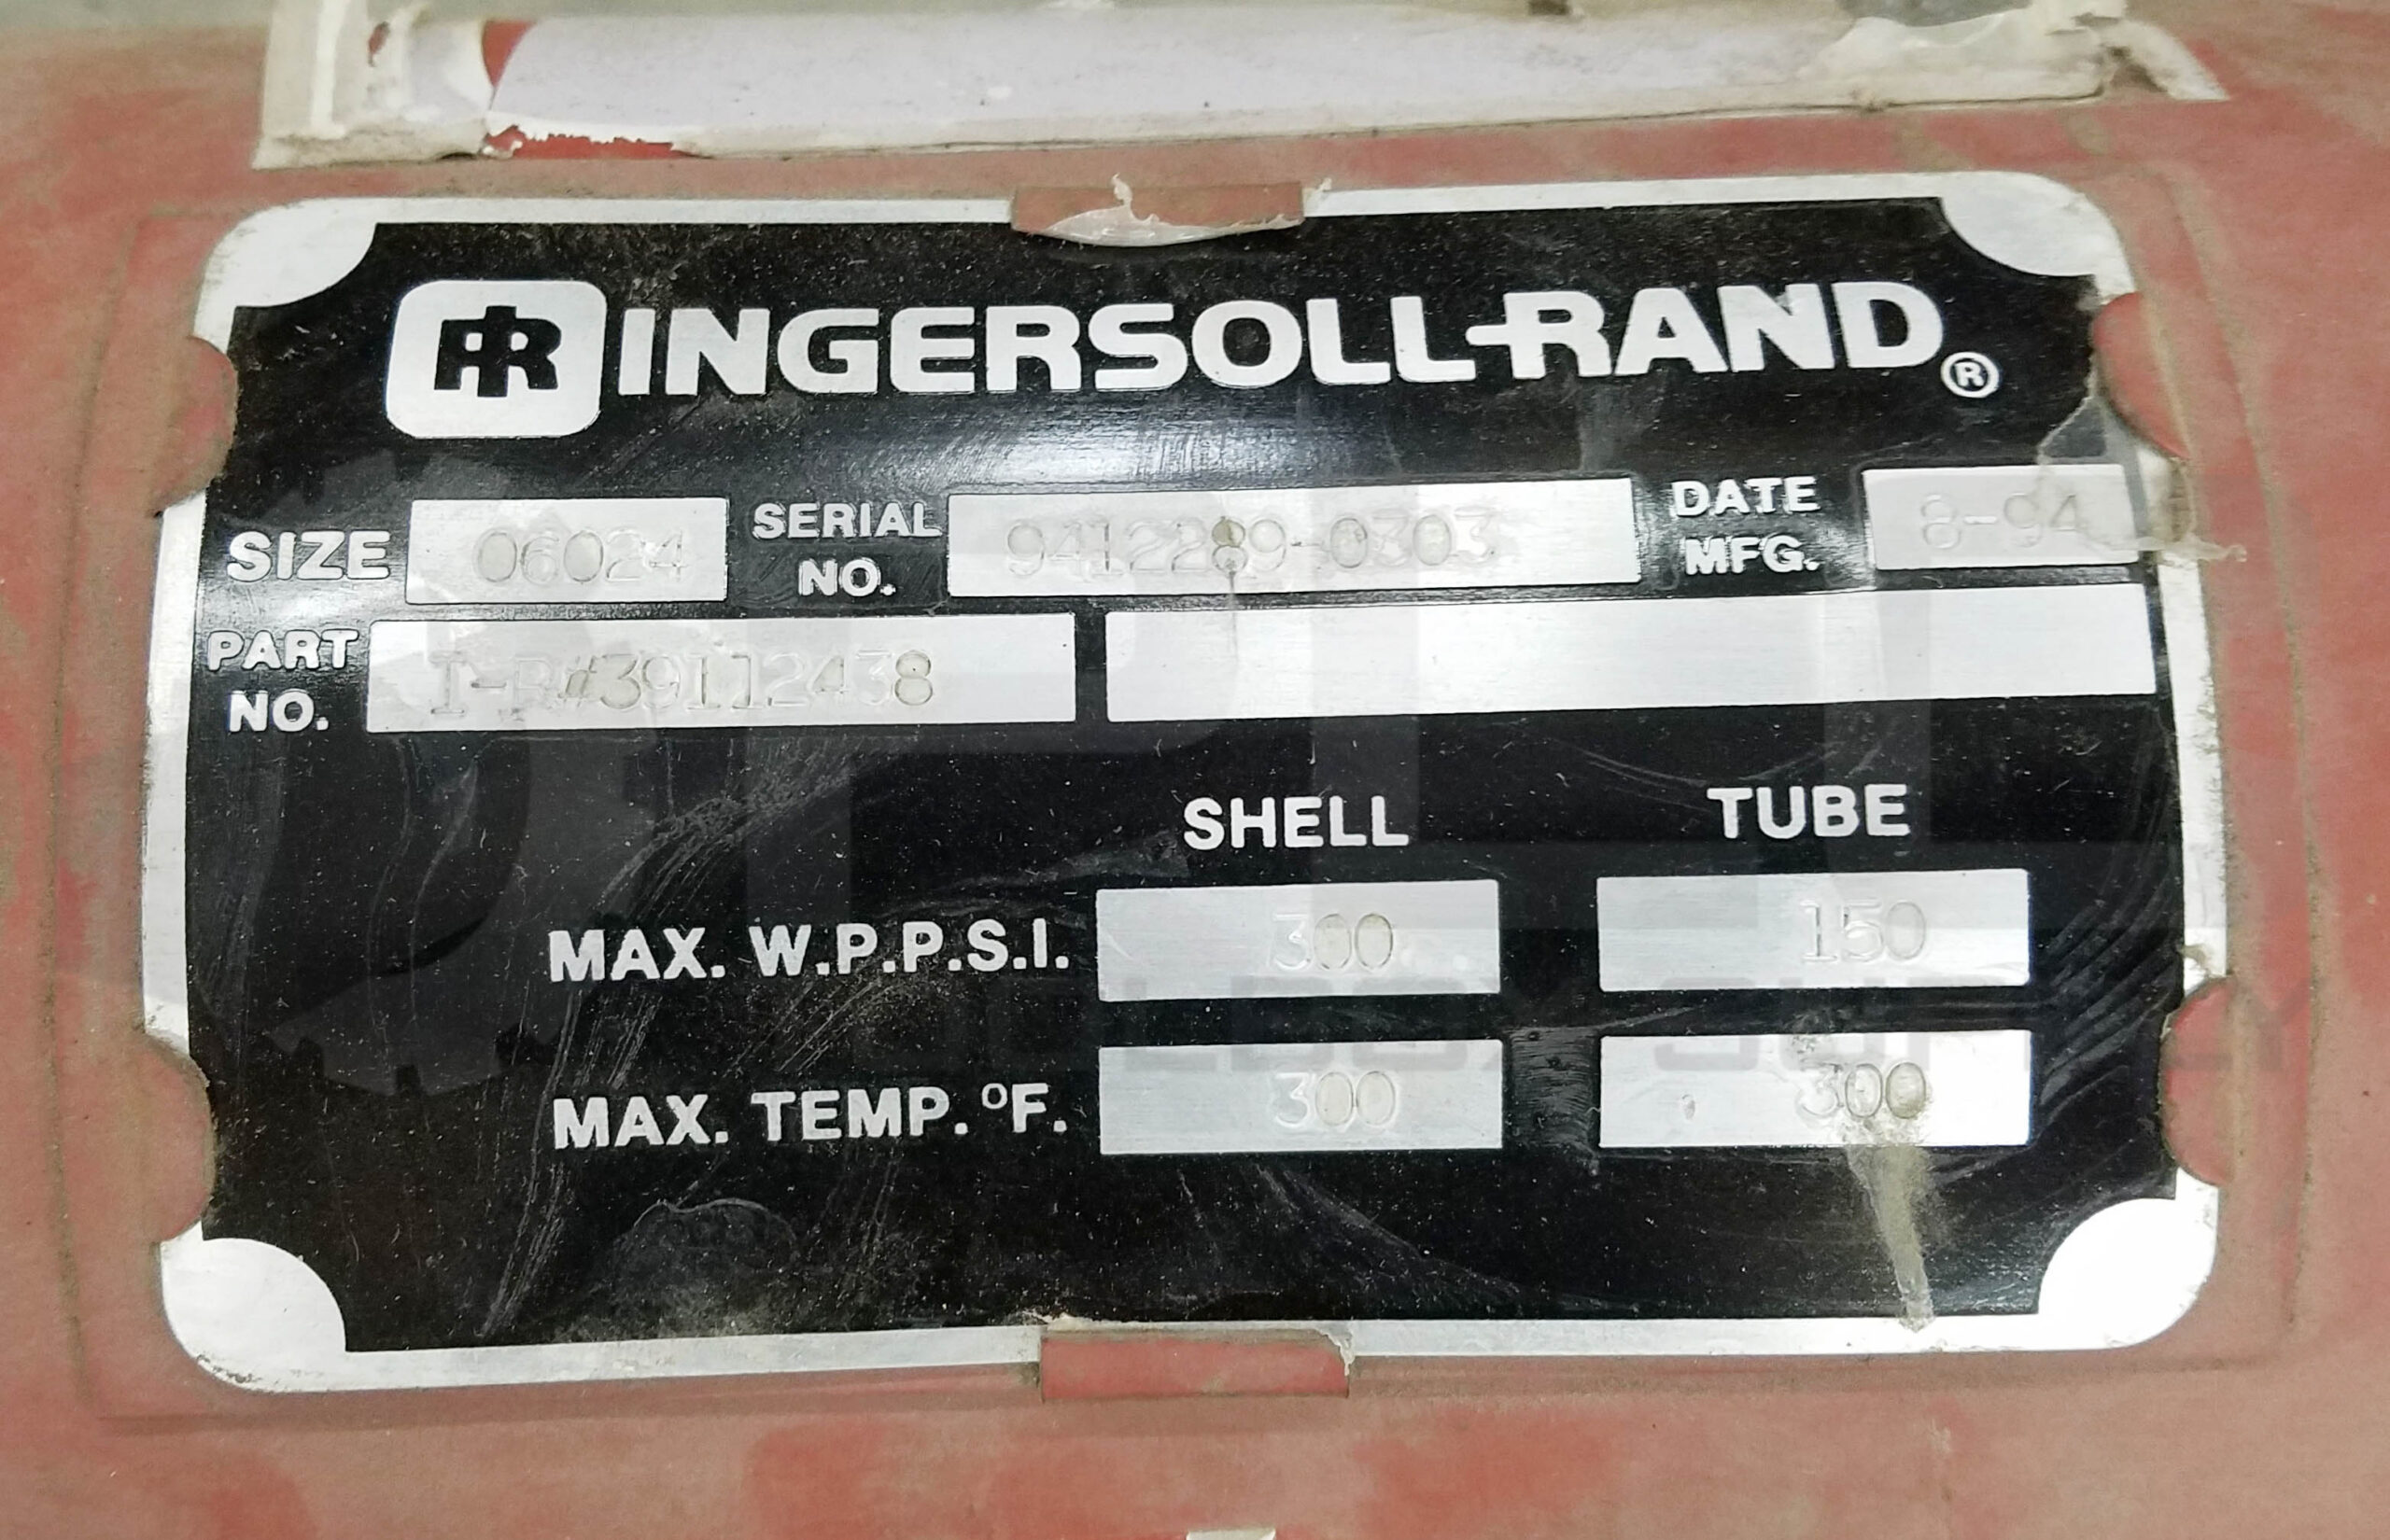 IR INGERSOLL-RAND®
SIZE 06024 SERIAL NO. 9412289-0303 DATE MFG. 8-94
PART NO. I-R#39112438
SHELL TUBE
MAX. W.P.P.S.I. 300 150
MAX. TEMP. °F. 300 300